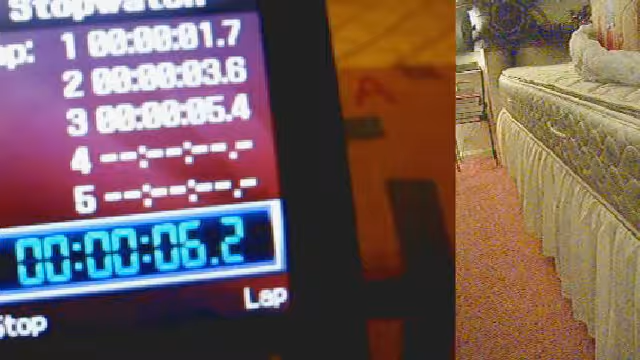 Stopwatch
ap: 1 00:00:01.7
2 00:00:03.6
3 00:00:05.4
4 --:--:--.-
5 --:--:--.-
00:00:06.2
Lap
Stop
A